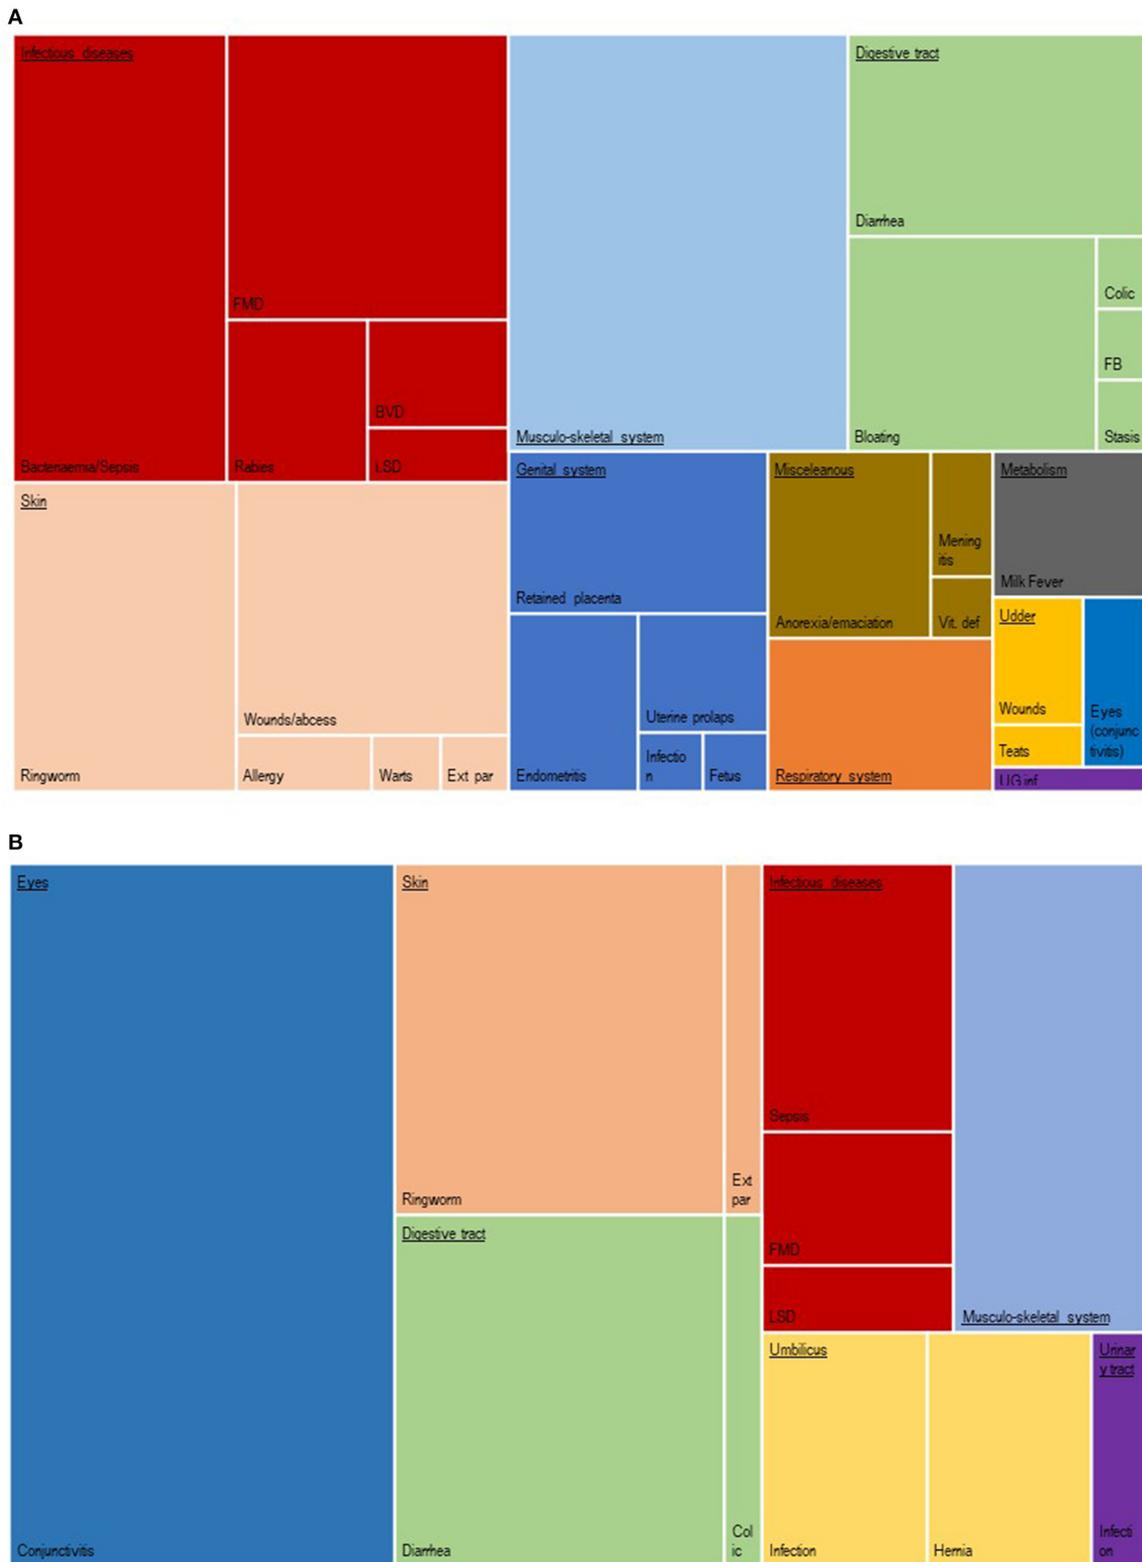 A
Infectious diseases
Digestive tract
Diarrhea
FMD
Colic
FB
BVD
Musculo-skeletal system
Bloating
Stasis
Bacteriaemia/Sepsis
Rabies
LSD
Genital system
Misceleanous
Metabolism
Skin
Mening
itis
Milk Fever
Retained placenta
Anorexia/emaciation
Vit. def
Udder
Wounds
Wounds/abcess
Uterine prolaps
Eyes
(conjunc
tivitis)
Teats
Infectio
n
Ringworm
Allergy
Warts
Ext par
Endometritis
Fetus
Respiratory system
UG inf
B
Eyes
Skin
Infectious diseases
Sepsis
Ext
par
Ringworm
Digestive tract
FMD
LSD
Musculo-skeletal system
Umbilicus
Urinar
y tract
Conjunctivitis
Diarrhea
Col
ic
Infection
Hernia
Infecti
on